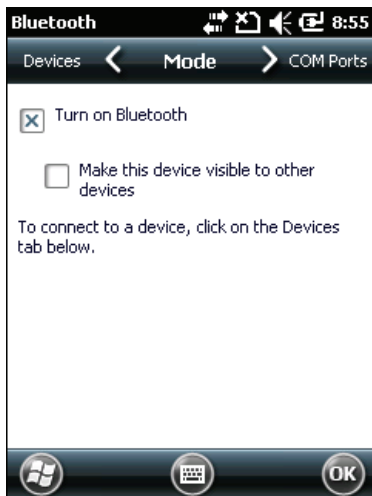 Bluetooth 8:55
Devices Mode COM Ports
Turn on Bluetooth
Make this device visible to other
devices
To connect to a device, click on the Devices
tab below.
OK